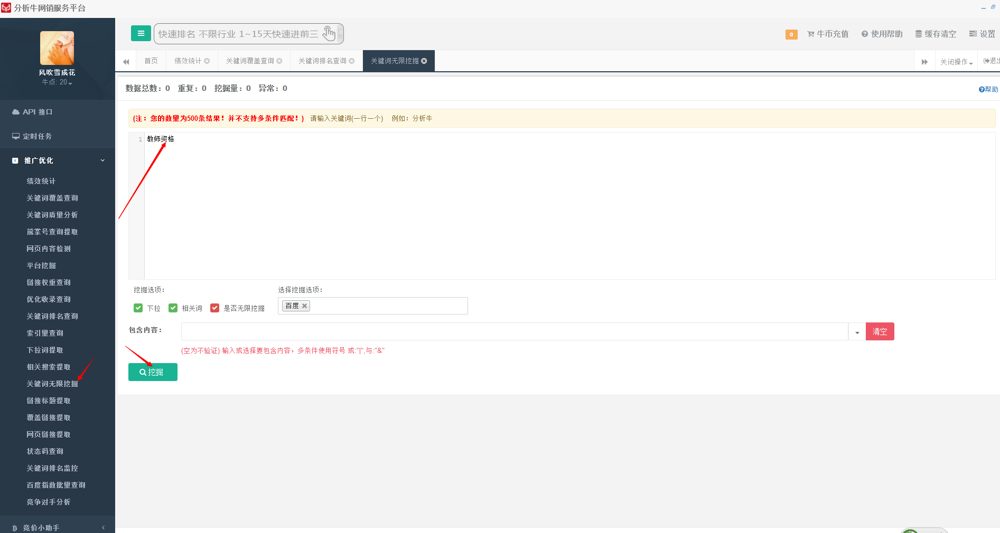 分析牛网销服务平台
风吹雪成花
牛点: 20
API 接口
定时任务
推广优化
绩效统计
关键词覆盖查询
关键词质量分析
熊掌号查询提取
网页内容检测
平台挖掘
链接权重查询
优化收录查询
关键词排名查询
索引量查询
下拉词提取
相关搜索提取
关键词无限挖掘
链接标题提取
覆盖链接提取
网页链接提取
状态码查询
关键词排名监控
百度指数批量查询
竞争对手分析
竞价小助手
快速排名 不限行业 1~15天快速进前三
0 牛币充值 使用帮助 缓存清空 设置
首页 绩效统计 关键词覆盖查询 关键词排名查询 关键词无限挖掘 关闭操作 退出
数据总数：0 重复：0 挖掘量：0 异常：0 帮助
(注：您的数量为500条结果！并不支持多条件匹配！) 请输入关键词(一行一个) 例如：分析牛
1 教师资格
挖掘选项： 选择挖掘选项：
下拉 相关词 是否无限挖掘 百度
包含内容： 清空
(空为不验证) 输入或选择要包含内容，多条件使用符号 或:"|",与:"&"
挖掘